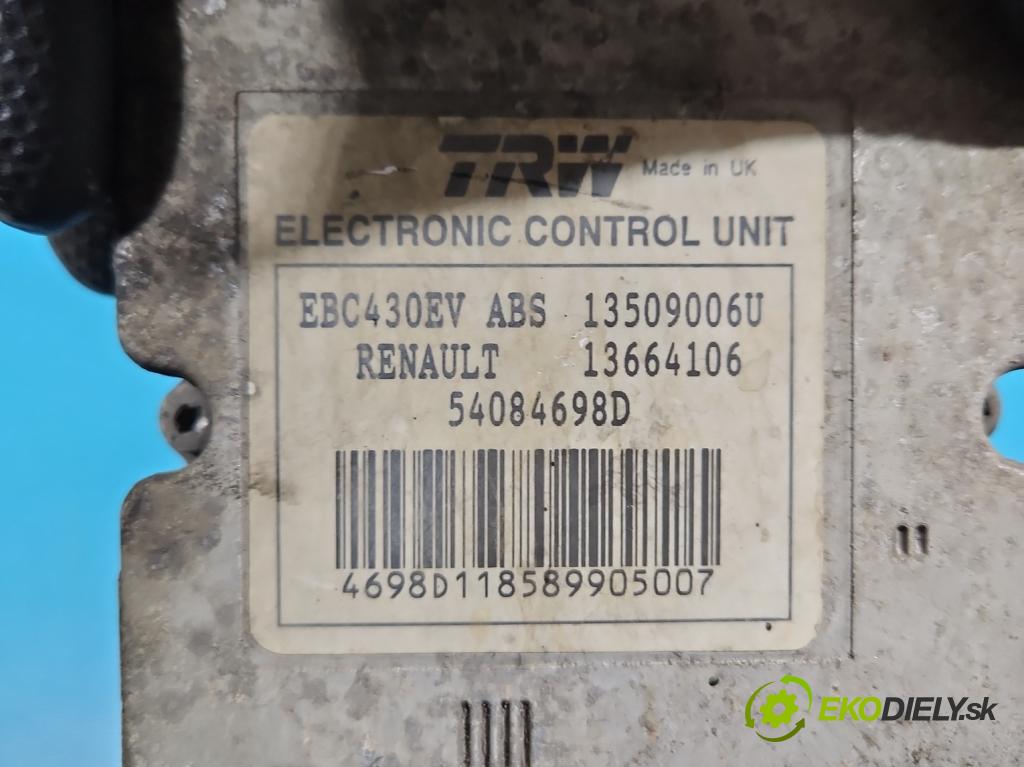 TRW Made in UK
ELECTRONIC CONTROL UNIT
EBC430EV ABS 13509006U
RENAULT 13664106
54084698D
4698D118589905007
EKODIELY.sk